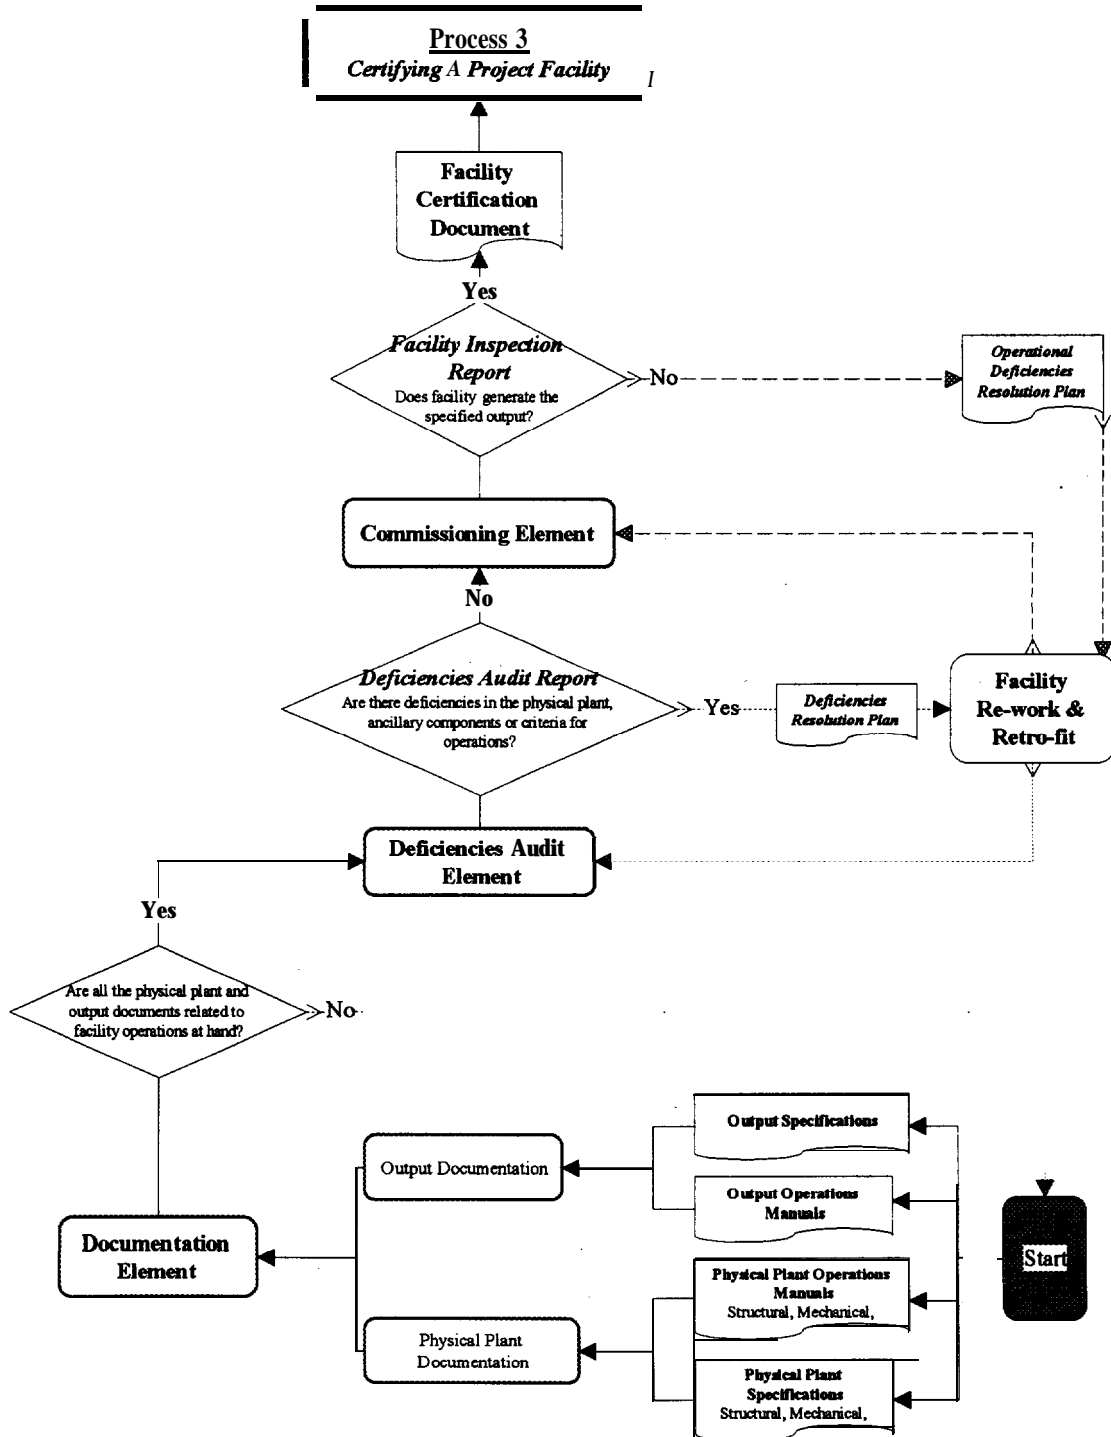 Process 3
Certifying A Project Facility
I
Facility
Certification
Document
Yes
Facility Inspection
Report
Does facility generate the
specified output?
No
Operational
Deficiencies
Resolution Plan
Commissioning Element
No
Deficiencies Audit Report
Are there deficiencies in the physical plant,
ancillary components or criteria for
operations?
Yes
Deficiencies
Resolution Plan
Facility
Re-work &
Retro-fit
Deficiencies Audit
Element
Yes
Are all the physical plant and
output documents related to
facility operations at hand?
No
Output Specifications
Output Documentation
Output Operations
Manuals
Documentation
Element
Start
Physical Plant Operations
Manuals
Structural, Mechanical,
Physical Plant
Documentation
Physical Plant
Specifications
Structural, Mechanical,